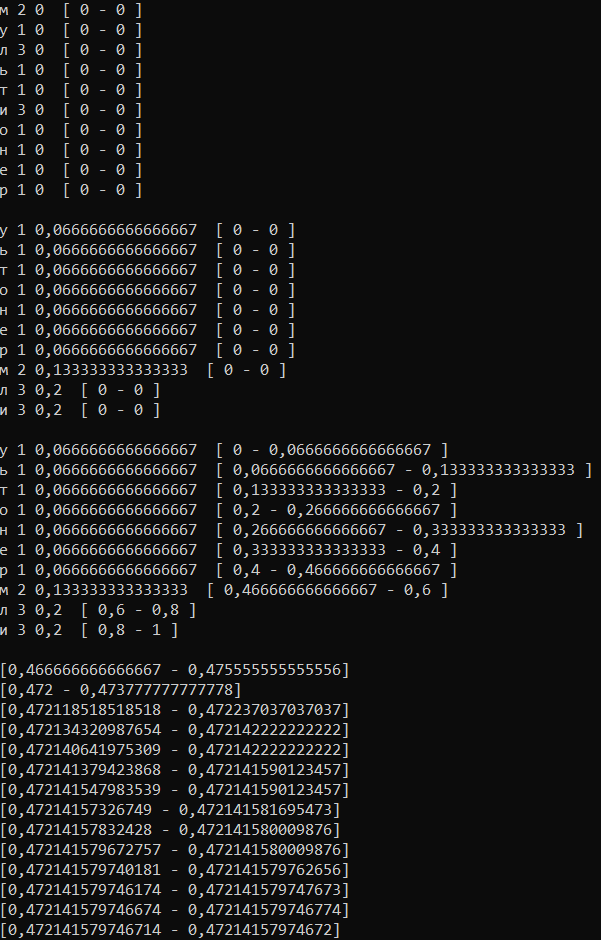 м 2 0  [ 0 - 0 ]
у 1 0  [ 0 - 0 ]
л 3 0  [ 0 - 0 ]
ь 1 0  [ 0 - 0 ]
т 1 0  [ 0 - 0 ]
и 3 0  [ 0 - 0 ]
о 1 0  [ 0 - 0 ]
н 1 0  [ 0 - 0 ]
е 1 0  [ 0 - 0 ]
р 1 0  [ 0 - 0 ]
у 1 0,0666666666666667  [ 0 - 0 ]
ь 1 0,0666666666666667  [ 0 - 0 ]
т 1 0,0666666666666667  [ 0 - 0 ]
о 1 0,0666666666666667  [ 0 - 0 ]
н 1 0,0666666666666667  [ 0 - 0 ]
е 1 0,0666666666666667  [ 0 - 0 ]
р 1 0,0666666666666667  [ 0 - 0 ]
м 2 0,133333333333333  [ 0 - 0 ]
л 3 0,2  [ 0 - 0 ]
и 3 0,2  [ 0 - 0 ]
у 1 0,0666666666666667  [ 0 - 0,0666666666666667 ]
ь 1 0,0666666666666667  [ 0,0666666666666667 - 0,133333333333333 ]
т 1 0,0666666666666667  [ 0,133333333333333 - 0,2 ]
о 1 0,0666666666666667  [ 0,2 - 0,266666666666667 ]
н 1 0,0666666666666667  [ 0,266666666666667 - 0,333333333333333 ]
е 1 0,0666666666666667  [ 0,333333333333333 - 0,4 ]
р 1 0,0666666666666667  [ 0,4 - 0,466666666666667 ]
м 2 0,133333333333333  [ 0,466666666666667 - 0,6 ]
л 3 0,2  [ 0,6 - 0,8 ]
и 3 0,2  [ 0,8 - 1 ]
[0,466666666666667 - 0,475555555555556]
[0,472 - 0,473777777777778]
[0,472118518518518 - 0,472237037037037]
[0,472134320987654 - 0,472142222222222]
[0,472140641975309 - 0,472142222222222]
[0,472141379423868 - 0,472141590123457]
[0,472141547983539 - 0,472141590123457]
[0,47214157326749 - 0,472141581695473]
[0,47214157832428 - 0,472141580009876]
[0,472141579672757 - 0,472141580009876]
[0,472141579740181 - 0,472141579762656]
[0,472141579746174 - 0,472141579747673]
[0,472141579746674 - 0,472141579746774]
[0,472141579746714 - 0,47214157974672]